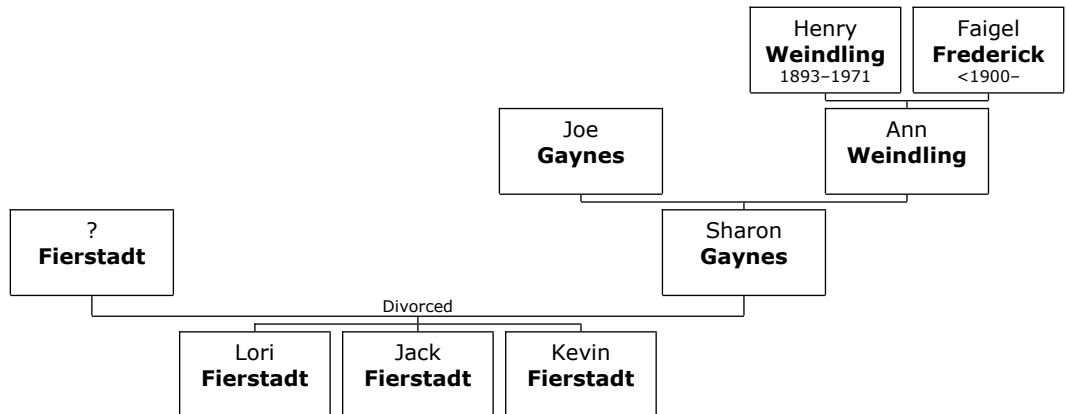 Henry
Weindling
1893–1971
Faigel
Frederick
<1900–
Joe
Gaynes
Ann
Weindling
?
Fierstadt
Sharon
Gaynes
Divorced
Lori
Fierstadt
Jack
Fierstadt
Kevin
Fierstadt